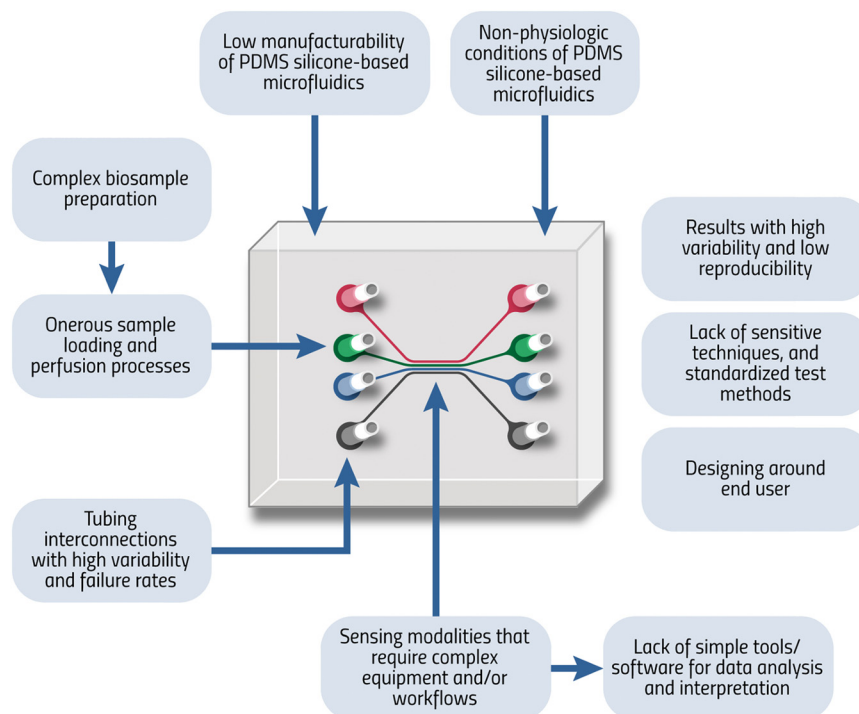 Low manufacturability
of PDMS silicone-based
microfluidics
Non-physiologic
conditions of PDMS
silicone-based
microfluidics
Complex biosample
preparation
Results with high
variability and low
reproducibility
Onerous sample
loading and
perfusion processes
Lack of sensitive
techniques, and
standardized test
methods
Designing around
end user
Tubing
interconnections
with high variability
and failure rates
Sensing modalities that
require complex
equipment and/or
workflows
Lack of simple tools/
software for data analysis
and interpretation